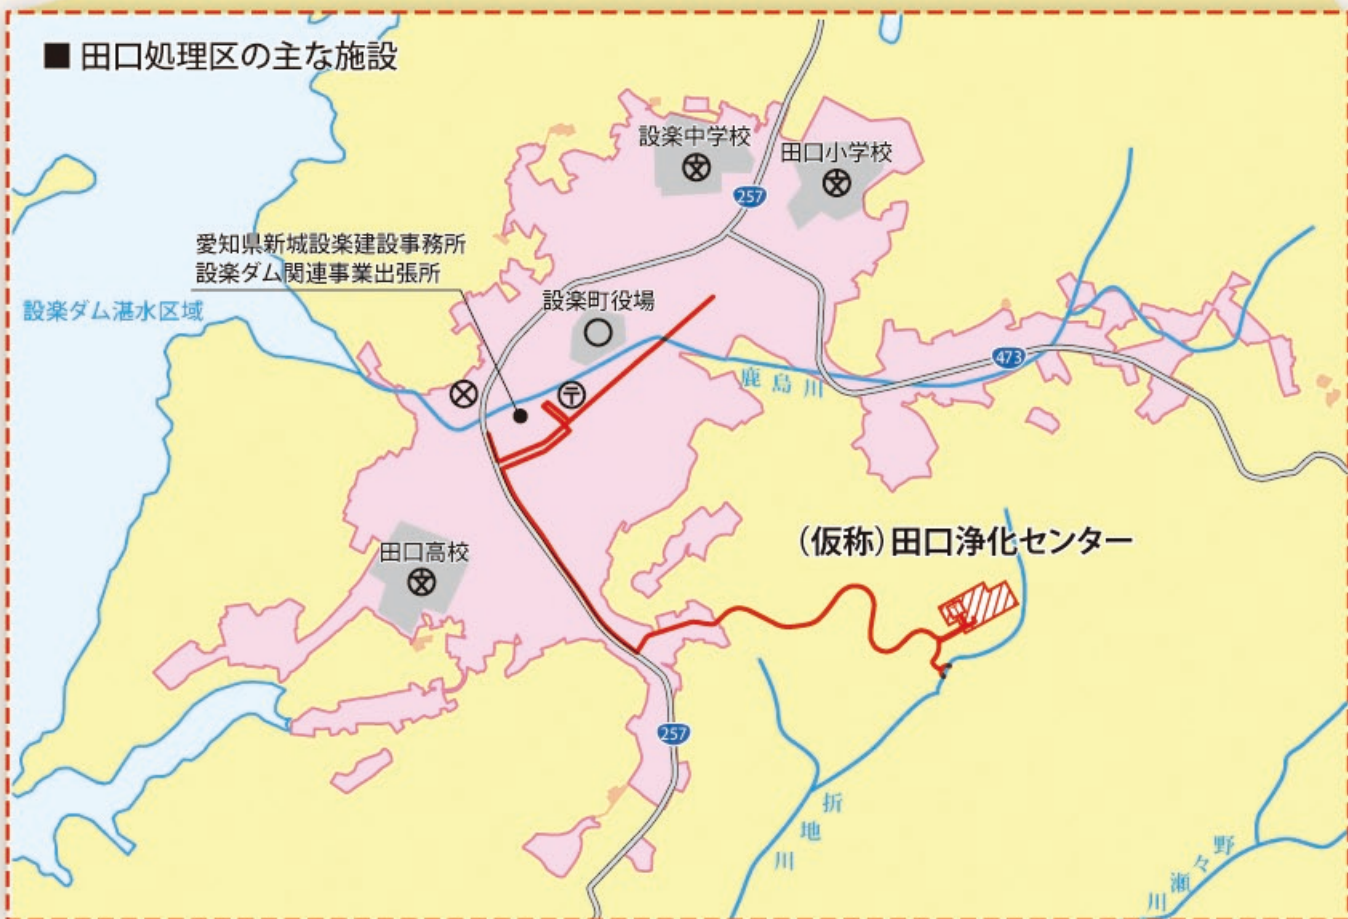 ■ 田口処理区の主な施設
設楽中学校
田口小学校
257
愛知県新城設楽建設事務所
設楽ダム関連事業出張所
設楽町役場
設楽ダム湛水区域
473
鹿島川
(仮称)田口浄化センター
田口高校
257
折地川
野々瀬川